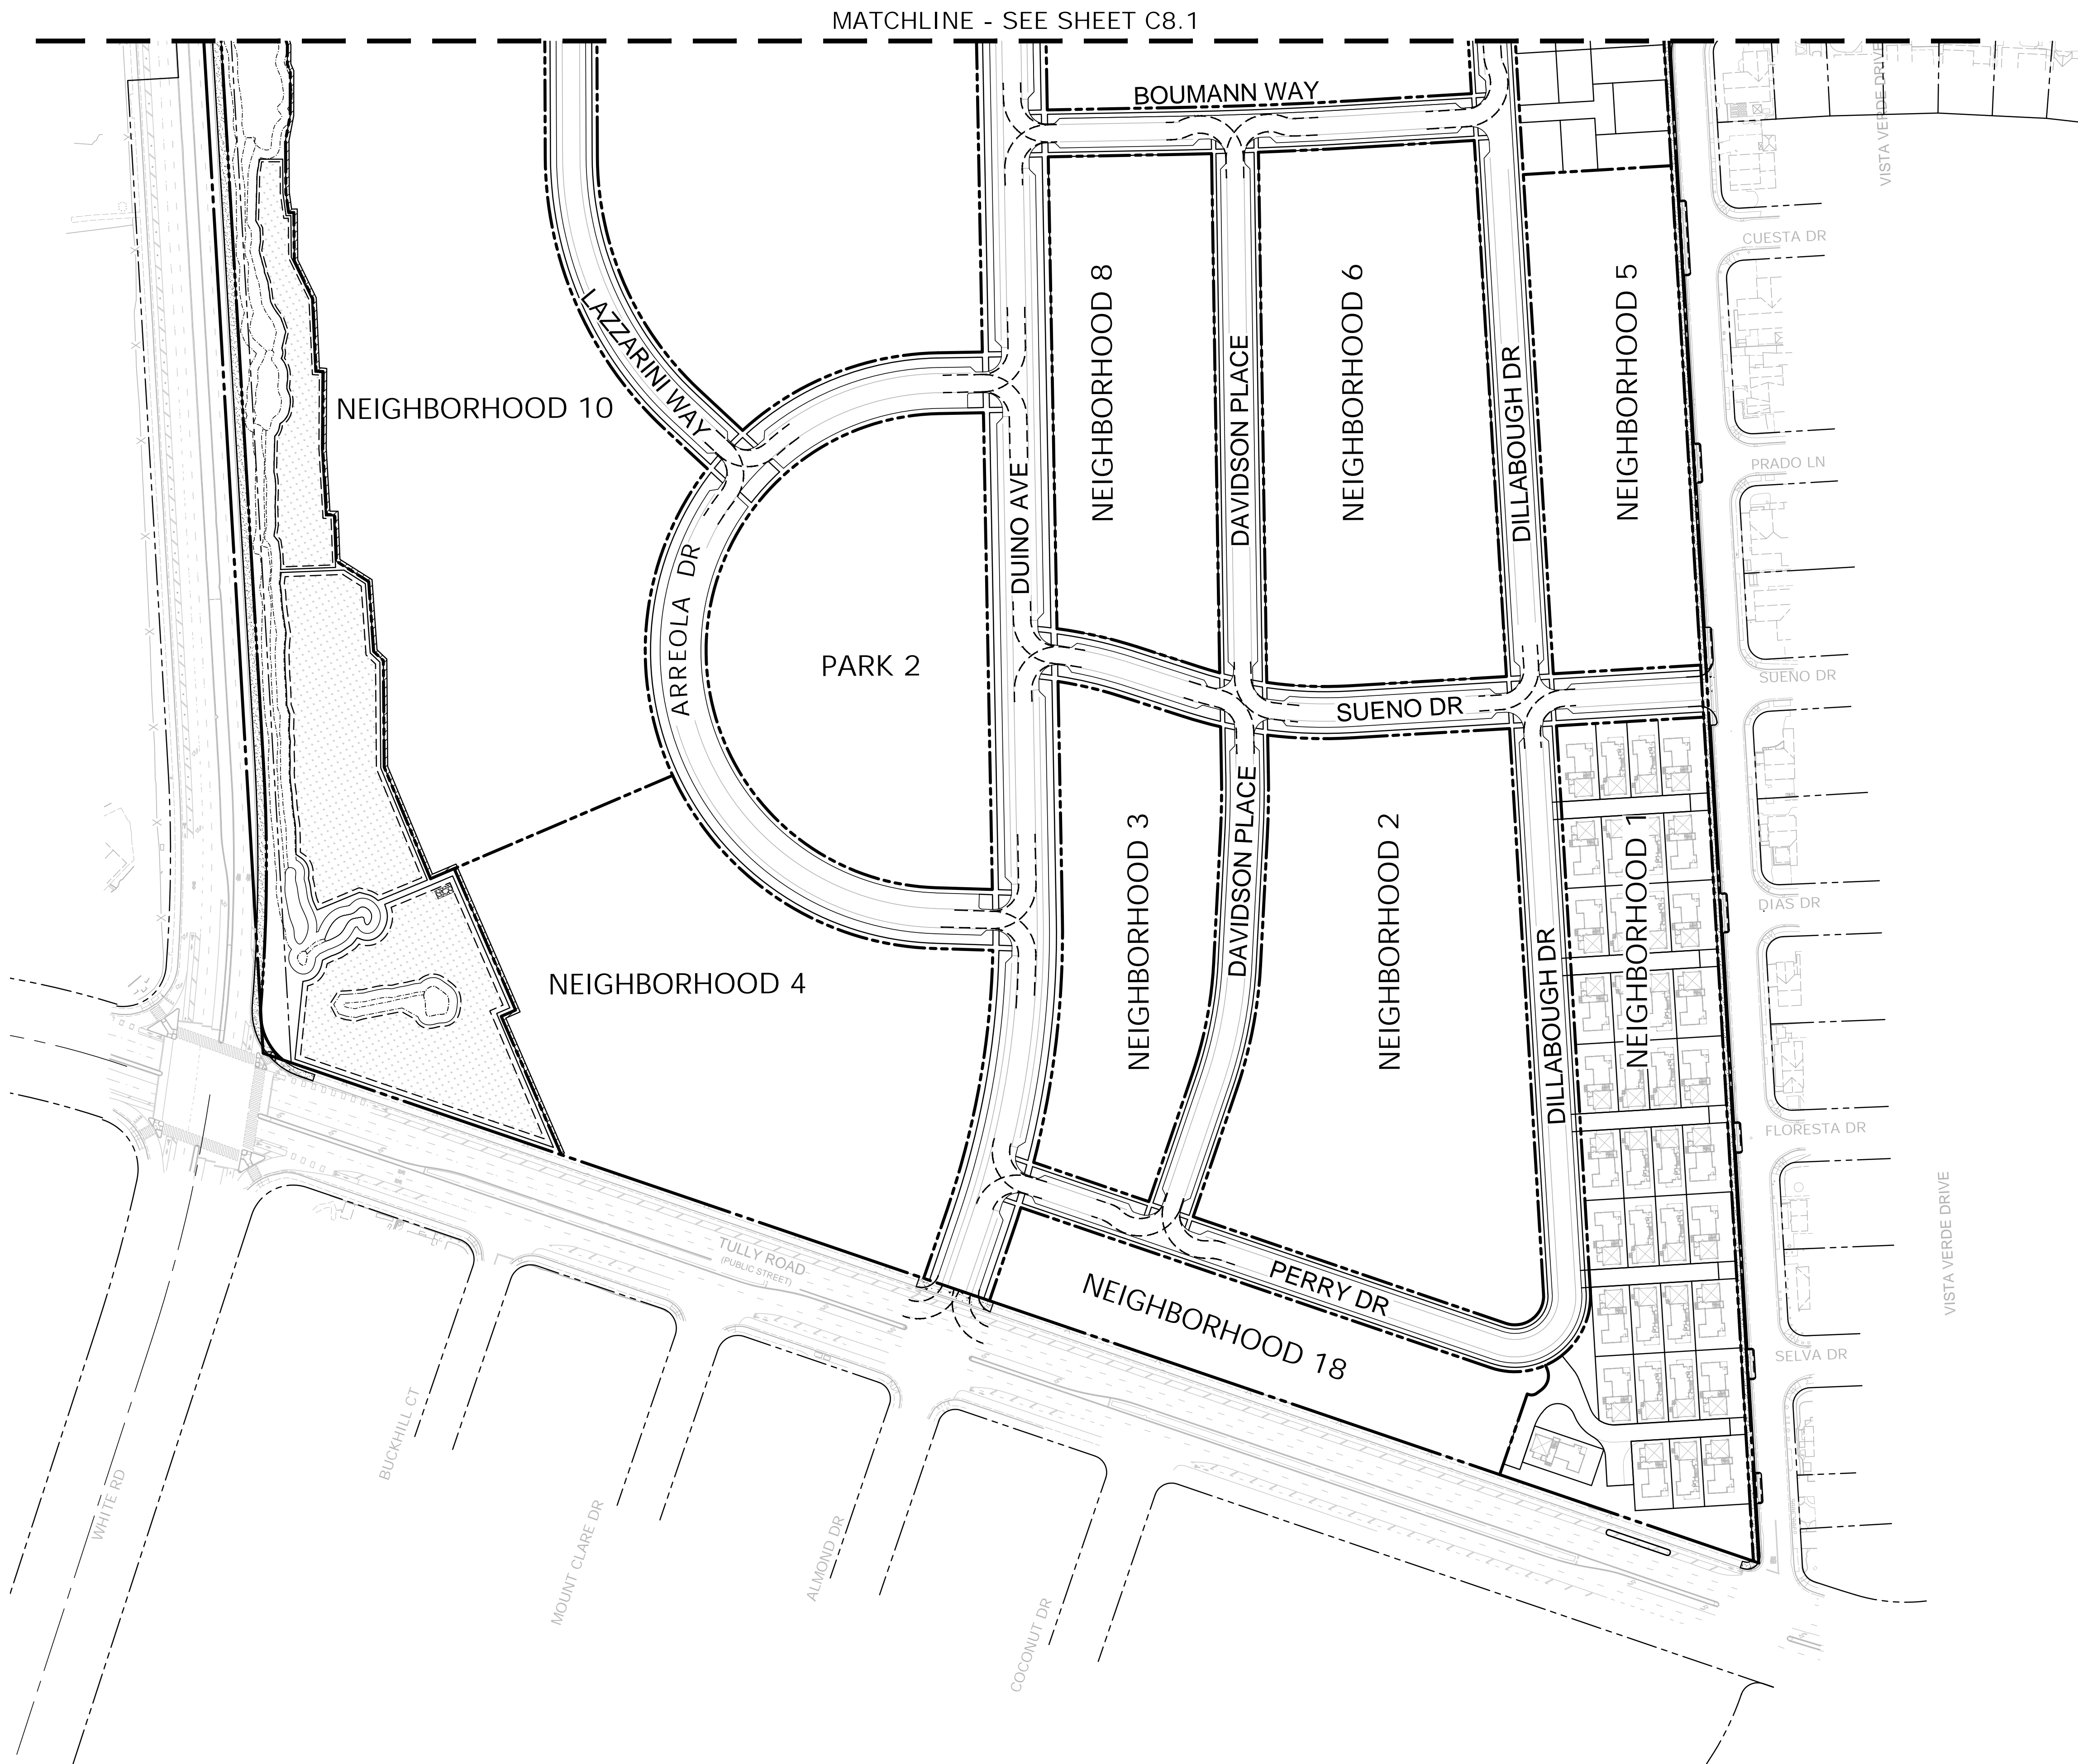 MATCHLINE - SEE SHEET C8.1
VISTA VERDE DRIVE
BOUMANN WAY
CUESTA DR
LAZZARINI WAY
NEIGHBORHOOD 10
NEIGHBORHOOD 8
NEIGHBORHOOD 6
NEIGHBORHOOD 5
DUINO AVE
DAVIDSON PLACE
DILLABOUGH DR
PRADO LN
ARREOLA DR
PARK 2
SUENO DR
SUEÑO DR
NEIGHBORHOOD 3
DAVIDSON PLACE
NEIGHBORHOOD 2
DILLABOUGH DR
NEIGHBORHOOD 1
DIAS DR
NEIGHBORHOOD 4
FLORESTA DR
VISTA VERDE DRIVE
TULLY ROAD
(PUBLIC STREET)
PERRY DR
NEIGHBORHOOD 18
SELVA DR
WHITE RD
BUCKHILL CT
MOUNT CLARE DR
ALMOND DR
COCONUT DR